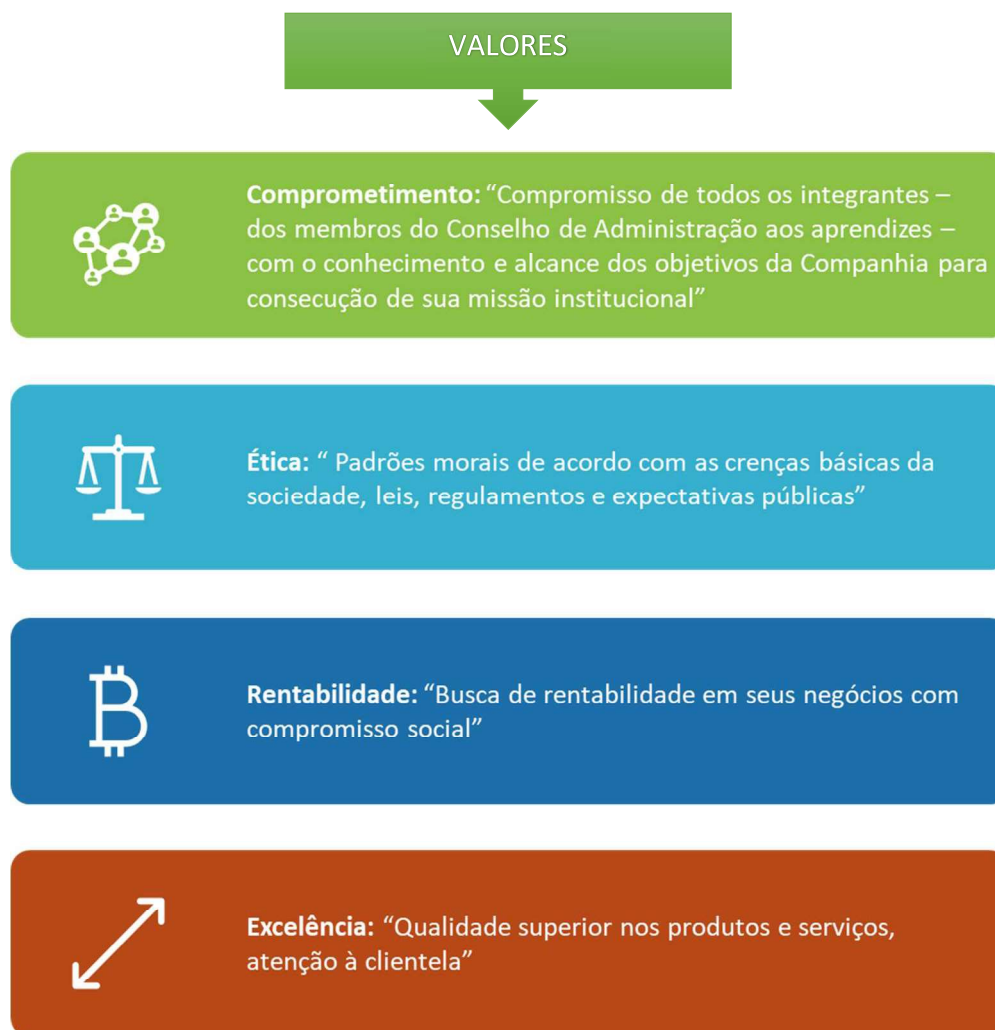 VALORES
Comprometimento: “Compromisso de todos os integrantes –
dos membros do Conselho de Administração aos aprendizes –
com o conhecimento e alcance dos objetivos da Companhia para
consecução de sua missão institucional”
Ética: “ Padrões morais de acordo com as crenças básicas da
sociedade, leis, regulamentos e expectativas públicas”
Rentabilidade: “Busca de rentabilidade em seus negócios com
compromisso social”
Excelência: “Qualidade superior nos produtos e serviços,
atenção à clientela”